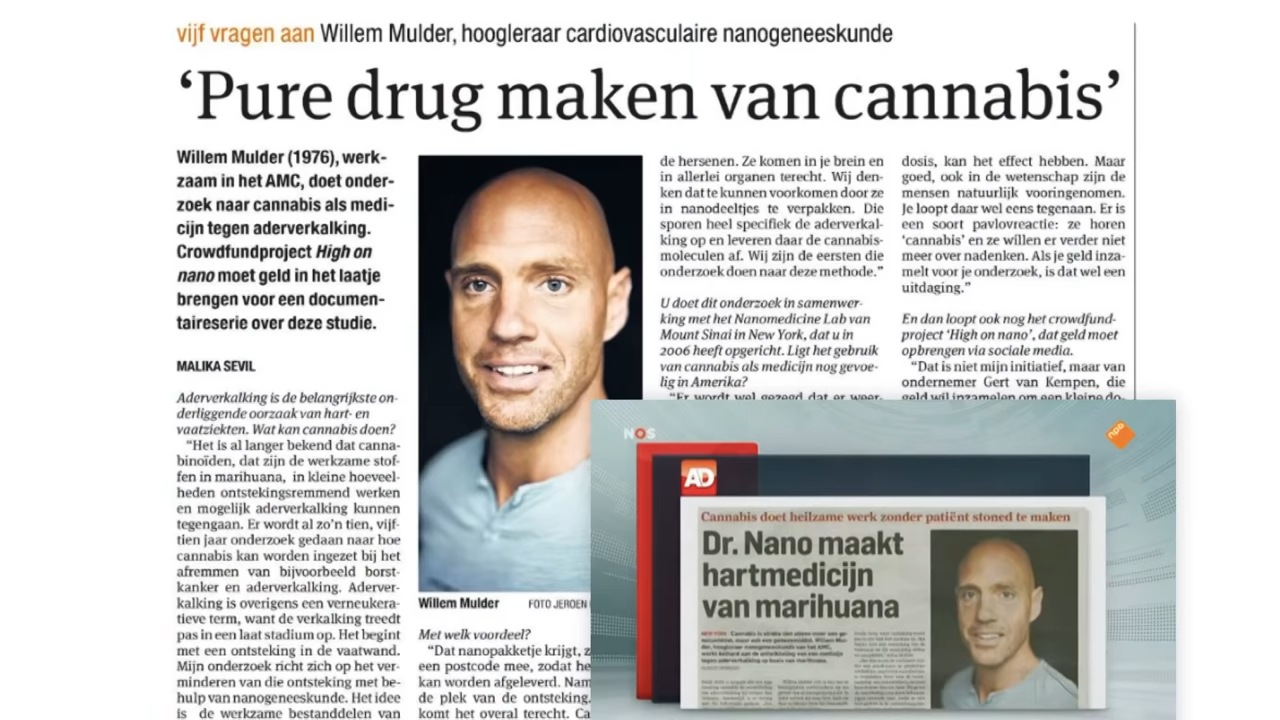 vijf vragen aan Willem Mulder, hoogleraar cardiovasculaire nanogeneeskunde
‘Pure drug maken van cannabis’
Willem Mulder (1976), werk-
zaam in het AMC, doet onder-
zoek naar cannabis als medi-
cijn tegen aderverkalking.
Crowdfundproject High on
nano moet geld in het laatje
brengen voor een documen-
taireserie over deze studie.
MALIKA SEVIL
Aderverkalking is de belangrijkste on-
derliggende oorzaak van hart- en
vaatziekten. Wat kan cannabis doen?
“Het is al langer bekend dat canna-
binoïden, dat zijn de werkzame stof-
fen in marihuana, in kleine hoeveel-
heden ontstekingsremmend werken
en mogelijk aderverkalking kunnen
tegengaan. Er wordt al zo’n tien, vijf-
tien jaar onderzoek gedaan naar hoe
cannabis kan worden ingezet bij het
afremmen van bijvoorbeeld borst-
kanker en aderverkalking. Aderver-
kalking is overigens een verneukera-
tieve term, want de verkalking treedt
pas in een laat stadium op. Het begint
met een ontsteking in de vaatwand.
Mijn onderzoek richt zich op het ver-
minderen van die ontsteking met be-
hulp van nanogeneeskunde. Het idee
is de werkzame bestanddelen van
Willem Mulder FOTO JEROEN
Met welk voordeel?
“Dat nanopakketje krijgt, z
een postcode mee, zodat he
kan worden afgeleverd. Nam
de plek van de ontsteking.
komt het overal terecht. Ca
de hersenen. Ze komen in je brein en
in allerlei organen terecht. Wij den-
ken dat te kunnen voorkomen door ze
in nanodeeltjes te verpakken. Die
sporen heel specifiek de aderverkal-
king op en leveren daar de cannabis-
moleculen af. Wij zijn de eersten die
onderzoek doen naar deze methode.”
U doet dit onderzoek in samenwer-
king met het Nanomedicine Lab van
Mount Sinai in New York, dat u in
2006 heeft opgericht. Ligt het gebruik
van cannabis als medicijn nog gevoe-
lig in Amerika?
“Er wordt wel gezegd dat er weer-
dosis, kan het effect hebben. Maar
goed, ook in de wetenschap zijn de
mensen natuurlijk vooringenomen.
Je loopt daar wel eens tegenaan. Er is
een soort pavlovreactie: ze horen
‘cannabis’ en ze willen er verder niet
meer over nadenken. Als je geld inza-
melt voor je onderzoek, is dat wel een
uitdaging.”
En dan loopt ook nog het crowdfund-
project ‘High on nano’, dat geld moet
opbrengen via sociale media.
“Dat is niet mijn initiatief, maar van
ondernemer Gert van Kempen, die
geld wil inzamelen om een kleine do-
NOS
npo
AD
Cannabis doet heilzame werk zonder patiënt stoned te maken
Dr. Nano maakt
hartmedicijn
van marihuana